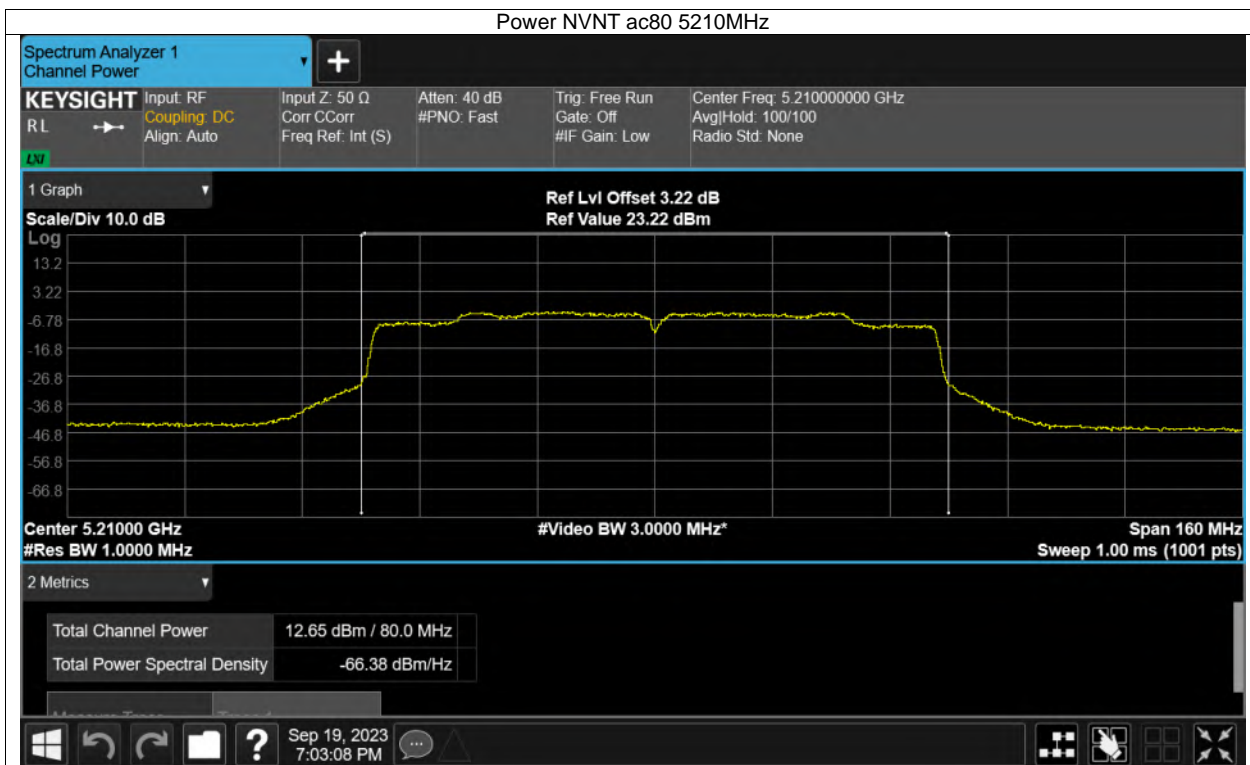 Power NVNT ac80 5210MHz
Spectrum Analyzer 1
Channel Power
KEYSIGHT
RL
LXI
Input: RF
Coupling: DC
Align: Auto
Input Z: 50 Ω
Corr CCorr
Freq Ref: Int (S)
Atten: 40 dB
#PNO: Fast
Trig: Free Run
Gate: Off
#IF Gain: Low
Center Freq: 5.210000000 GHz
Avg|Hold: 100/100
Radio Std: None
1 Graph
Scale/Div 10.0 dB
Ref Lvl Offset 3.22 dB
Ref Value 23.22 dBm
Log
13.2
3.22
-6.78
-16.8
-26.8
-36.8
-46.8
-56.8
-66.8
Center 5.21000 GHz
#Res BW 1.0000 MHz
#Video BW 3.0000 MHz*
Span 160 MHz
Sweep 1.00 ms (1001 pts)
2 Metrics
Total Channel Power 12.65 dBm / 80.0 MHz
Total Power Spectral Density -66.38 dBm/Hz
?
Sep 19, 2023
7:03:08 PM